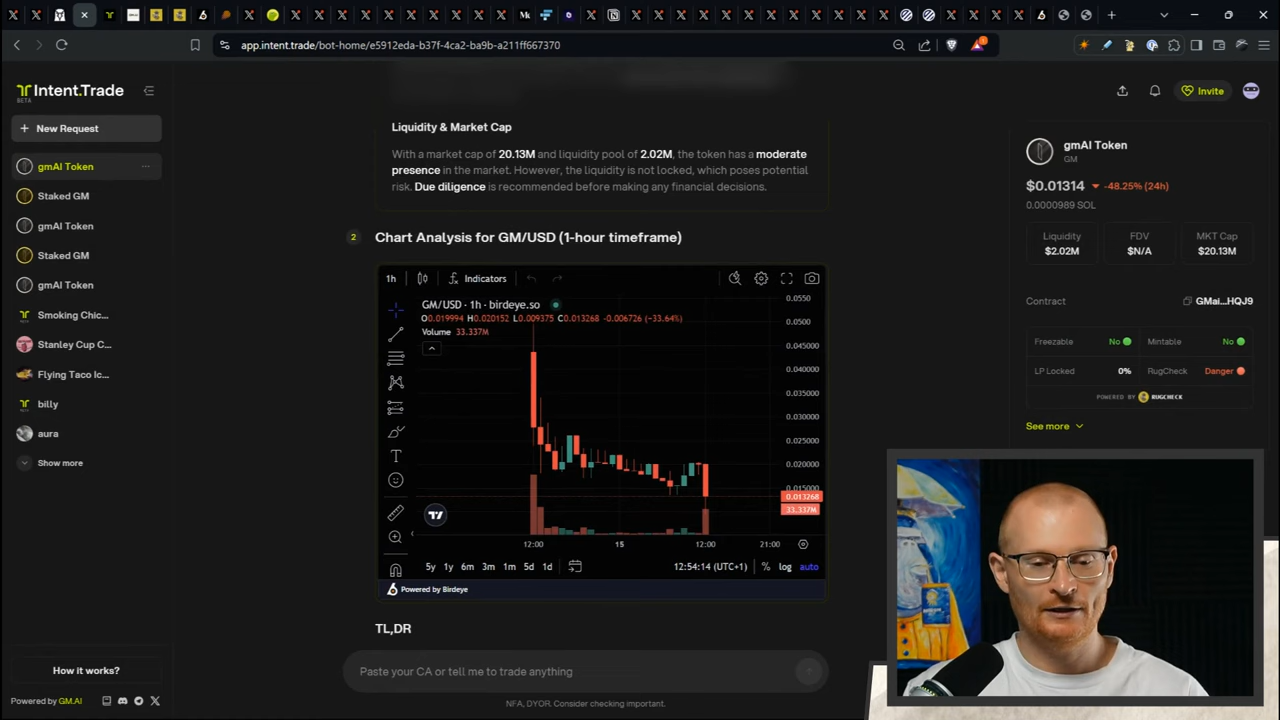 app.intent.trade/bot-home/e5912eda-b37f-4ca2-ba9b-a211ff667370
Intent.Trade
BETA
New Request
gmAI Token
Staked GM
gmAI Token
Staked GM
gmAI Token
Smoking Chic...
Stanley Cup C...
Flying Taco Ic...
billy
aura
Show more
How it works?
Powered by GM.AI
Liquidity & Market Cap
With a market cap of 20.13M and liquidity pool of 2.02M, the token has a moderate
presence in the market. However, the liquidity is not locked, which poses potential
risk. Due diligence is recommended before making any financial decisions.
2
Chart Analysis for GM/USD (1-hour timeframe)
1h
Indicators
GM/USD · 1h · birdeye.so
O0.019994 H0.020152 L0.009375 C0.013268 -0.006726 (−33.64%)
Volume 33.337M
0.0550
0.0500
0.045000
0.040000
0.035000
0.030000
0.025000
0.020000
0.015000
0.013268
33.337M
12:00
15
12:00
21:00
5y 1y 6m 3m 1m 5d 1d
12:54:14 (UTC+1)
% log auto
Powered by Birdeye
TL,DR
Paste your CA or tell me to trade anything
NFA, DYOR. Consider checking important.
Invite
gmAI Token
GM
$0.01314
-48.25% (24h)
0.0000989 SOL
Liquidity
$2.02M
FDV
$N/A
MKT Cap
$20.13M
Contract
GMai...HQJ9
Freezable No
Mintable No
LP Locked 0%
RugCheck Danger
POWERED BY RUGCHECK
See more